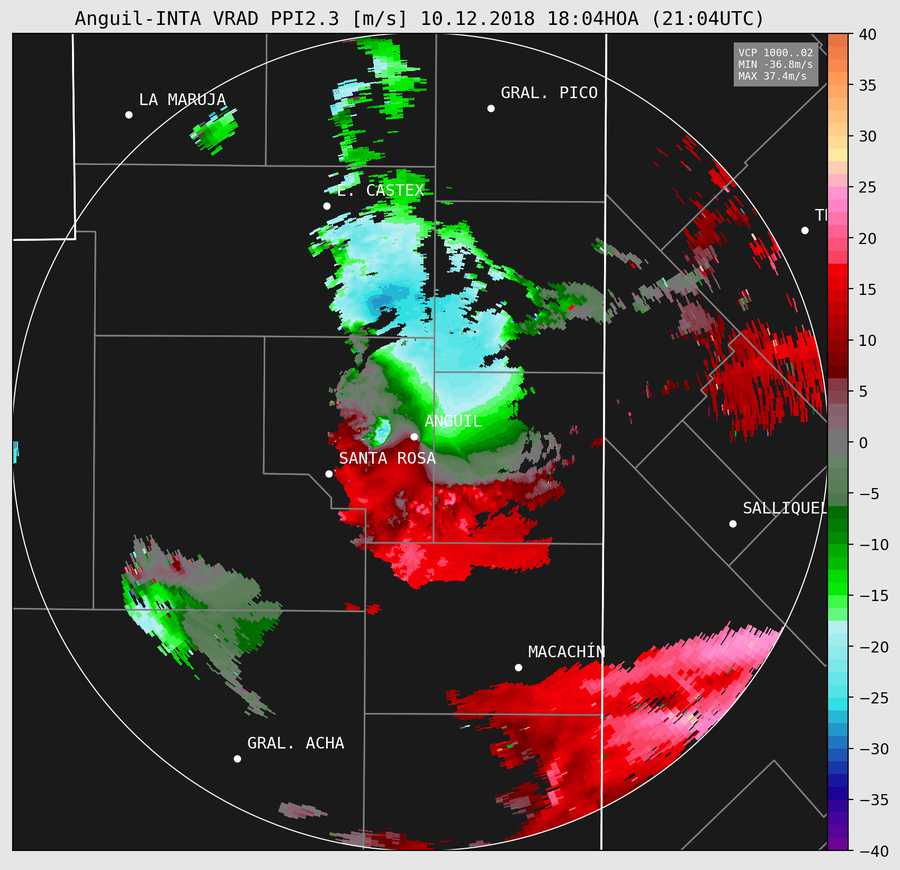 Anguil-INTA VRAD PPI2.3 [m/s] 10.12.2018 18:04HOA (21:04UTC)
VCP 1000..02
MIN -36.8m/s
MAX 37.4m/s
LA MARUJA
GRAL. PICO
E. CASTEX
ANGUIL
SANTA ROSA
SALLIQUEL
MACACHÍN
GRAL. ACHA
40
35
30
25
20
15
10
5
0
−5
−10
−15
−20
−25
−30
−35
−40